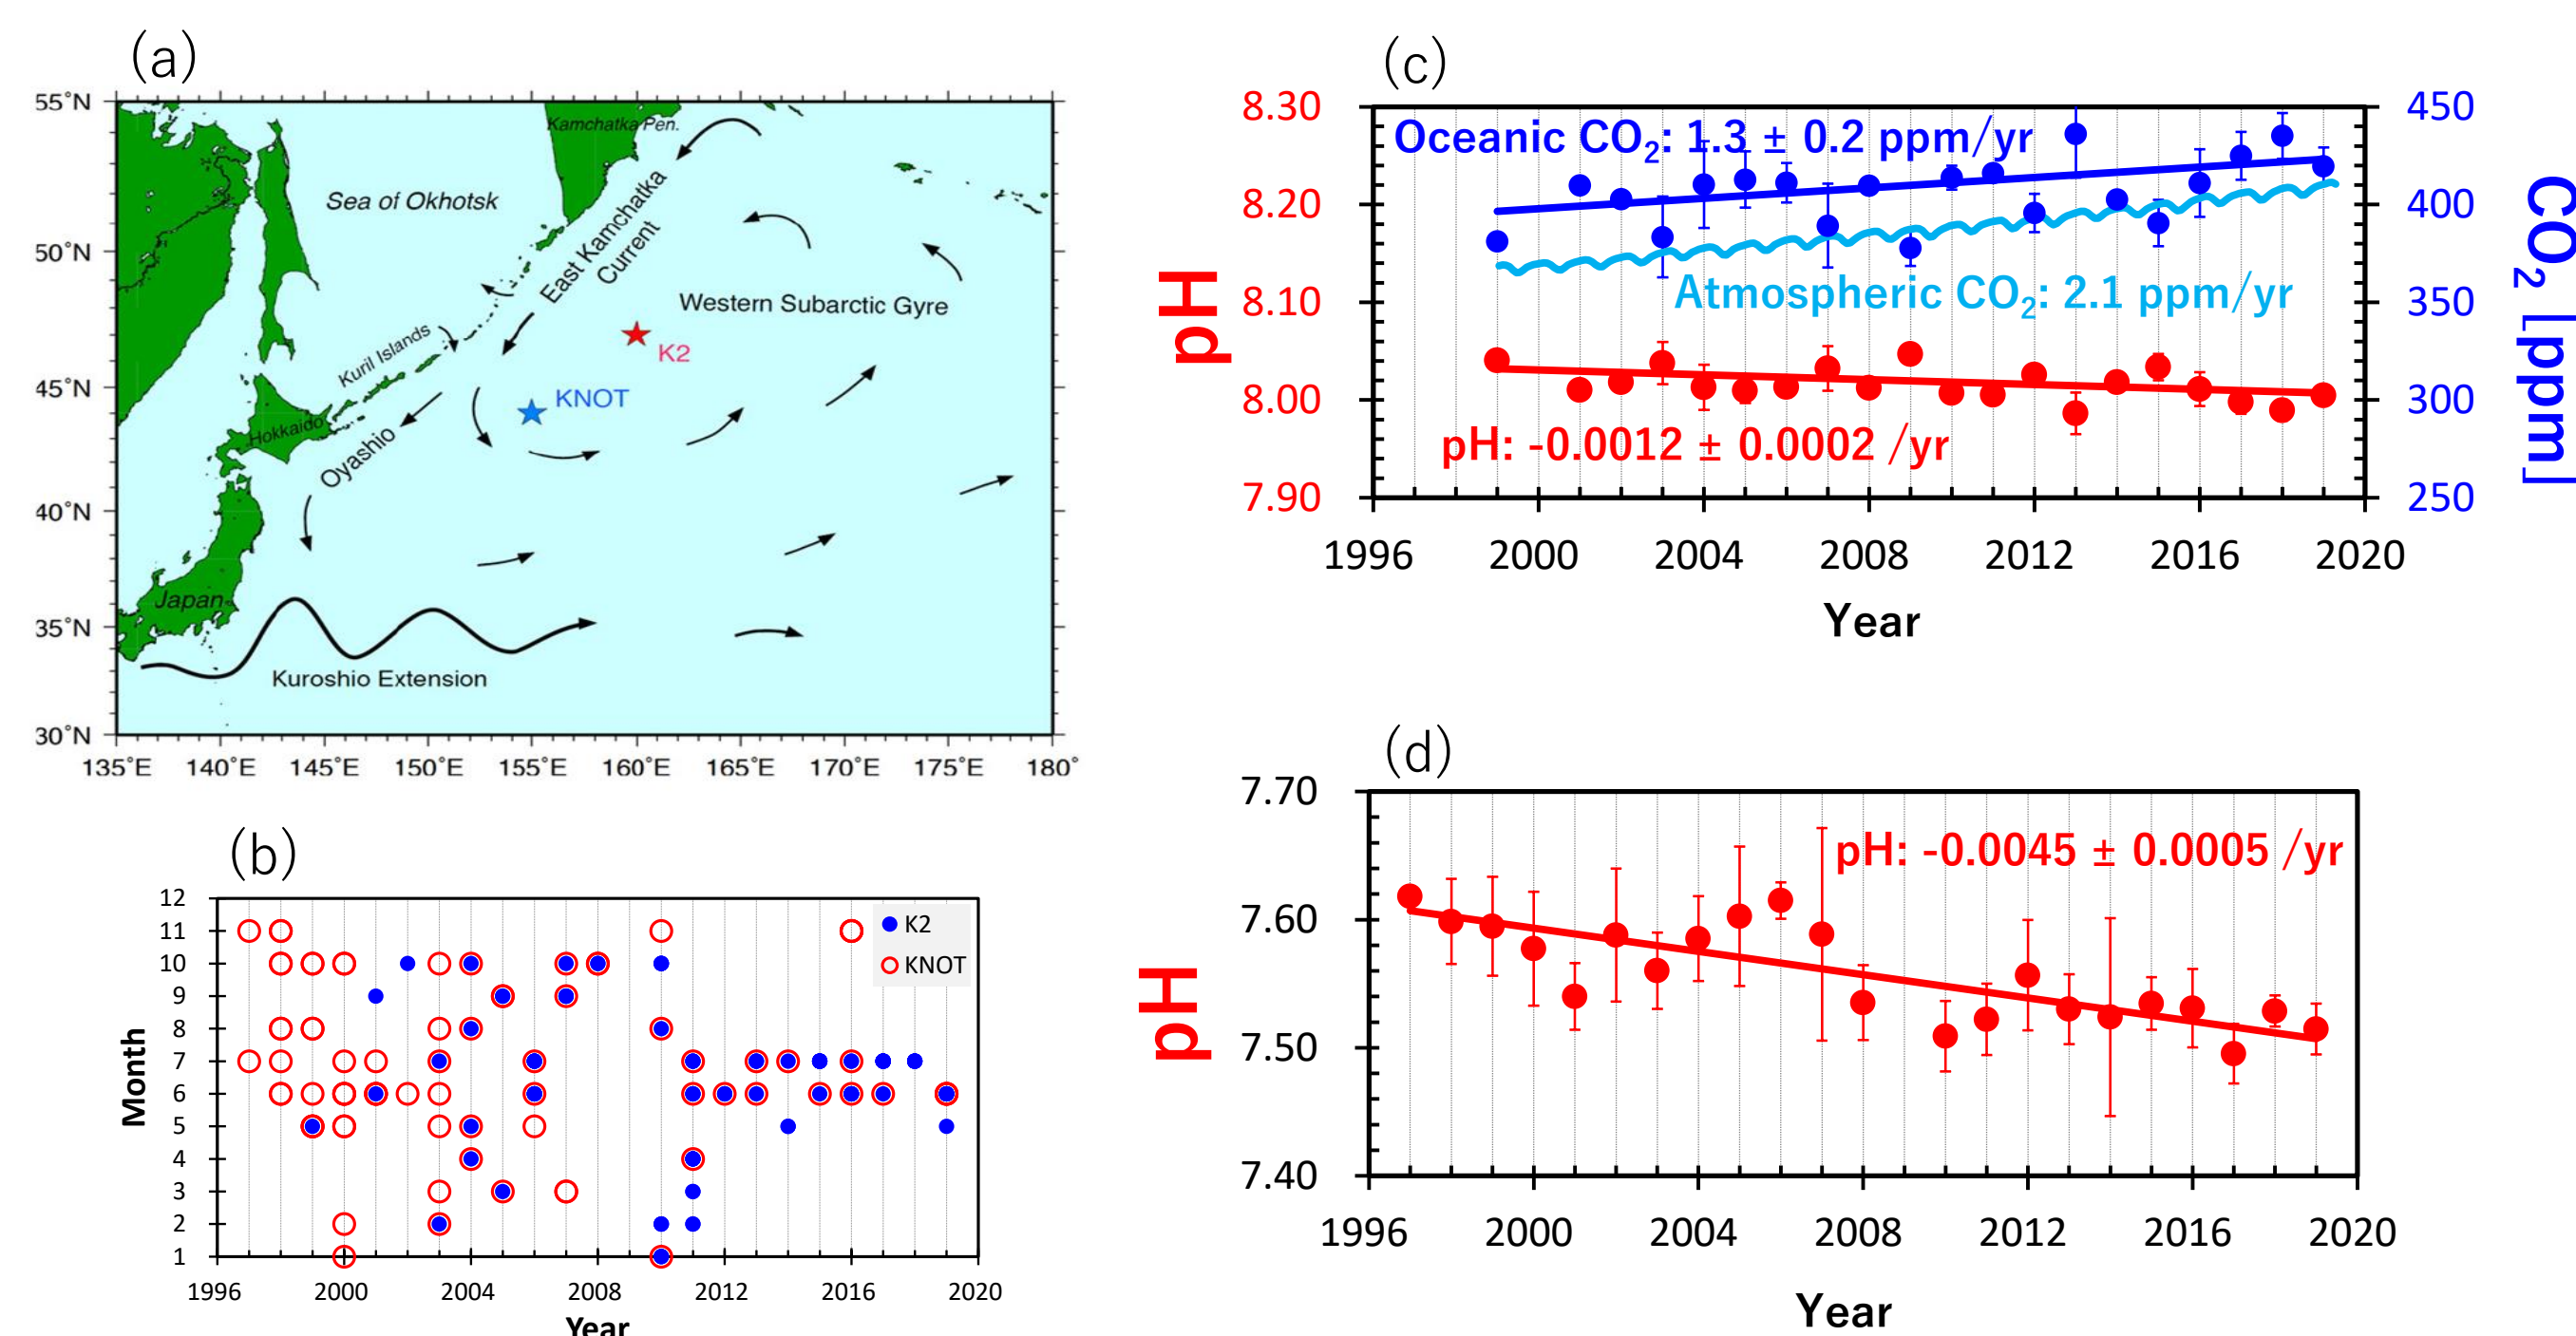 (a)
55°N
50°N
45°N
40°N
35°N
30°N
135°E 140°E 145°E 150°E 155°E 160°E 165°E 170°E 175°E 180°
Kamchatka Pen.
Sea of Okhotsk
East Kamchatka
Current
Western Subarctic Gyre
K2
Kuril Islands
KNOT
Hokkaido
Oyashio
Japan
Kuroshio Extension
(b)
Month
12
11
10
9
8
7
6
5
4
3
2
1
K2
KNOT
1996 2000 2004 2008 2012 2016 2020
Year
(c)
pH
8.30
8.20
8.10
8.00
7.90
Oceanic CO₂: 1.3 ± 0.2 ppm/yr
Atmospheric CO₂: 2.1 ppm/yr
pH: -0.0012 ± 0.0002 /yr
450
400
350
300
250
CO₂ [ppm]
1996 2000 2004 2008 2012 2016 2020
Year
(d)
pH
7.70
7.60
7.50
7.40
pH: -0.0045 ± 0.0005 /yr
1996 2000 2004 2008 2012 2016 2020
Year